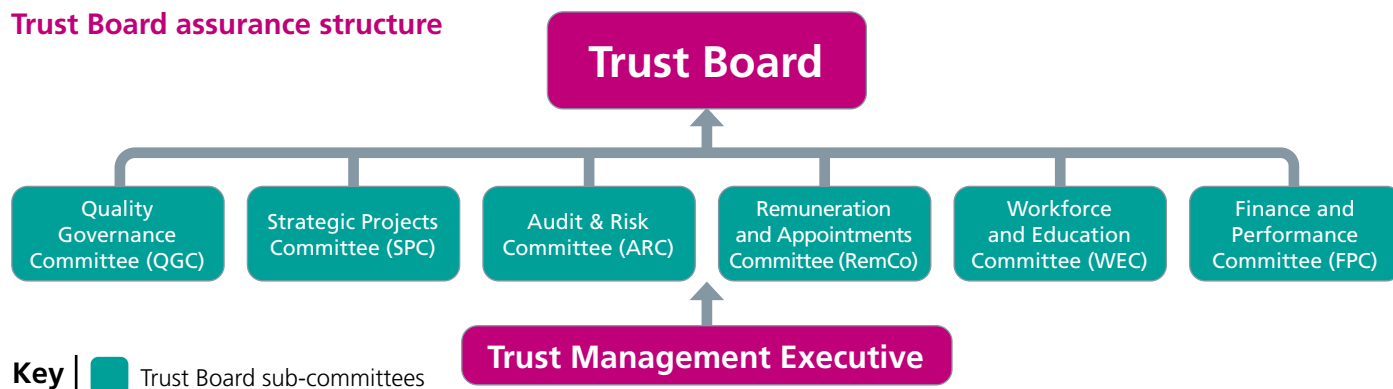 Trust Board assurance structure
Trust Board
Quality
Governance
Committee (QGC)
Strategic Projects
Committee (SPC)
Audit & Risk
Committee (ARC)
Remuneration
and Appointments
Committee (RemCo)
Workforce
and Education
Committee (WEC)
Finance and
Performance
Committee (FPC)
Trust Management Executive
Key
Trust Board sub-committees